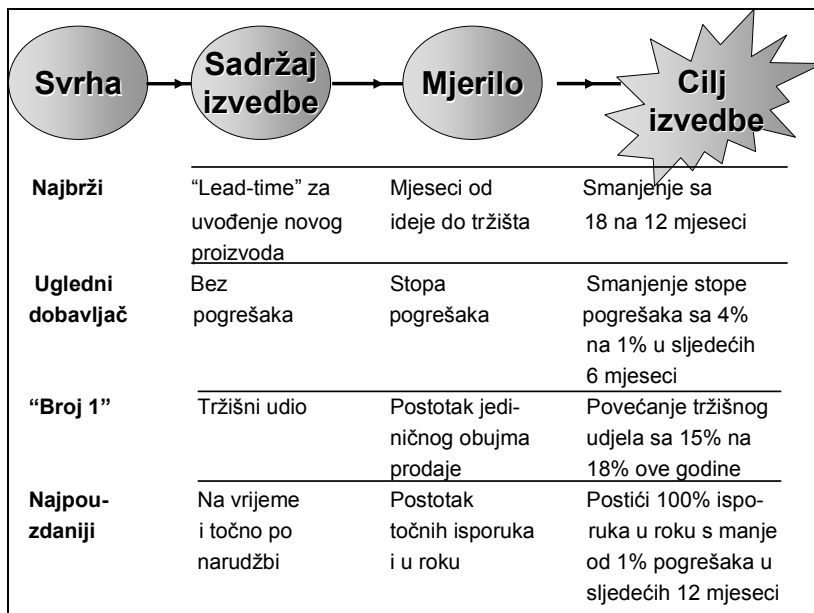 Svrha
Sadržaj
izvedbe
Mjerilo
Cilj
izvedbe
Najbrži
“Lead-time” za
uvođenje novog
proizvoda
Mjeseci od
ideje do tržišta
Smanjenje sa
18 na 12 mjeseci
Ugledni
dobavljač
Bez
pogrešaka
Stopa
pogrešaka
Smanjenje stope
pogrešaka sa 4%
na 1% u sljedećih
6 mjeseci
“Broj 1”
Tržišni udio
Postotak jedi-
ničnog obujma
prodaje
Povećanje tržišnog
udjela sa 15% na
18% ove godine
Najpou-
zdaniji
Na vrijeme
i točno po
narudžbi
Postotak
točnih isporuka
i u roku
Postići 100% ispo-
ruka u roku s manje
od 1% pogrešaka u
sljedećih 12 mjeseci